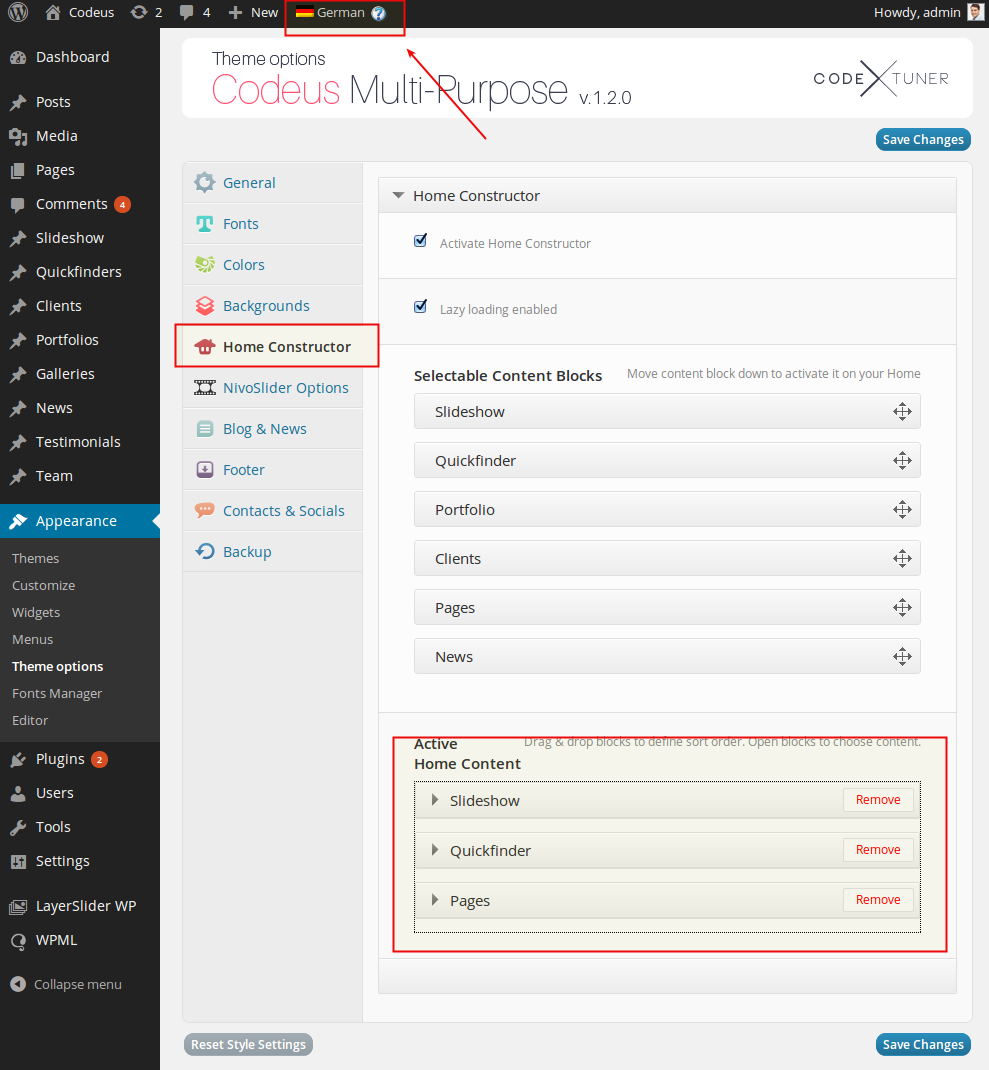 Codeus 2 4 New German ? Howdy, admin
Dashboard
Posts
Media
Pages
Comments 4
Slideshow
Quickfinders
Clients
Portfolios
Galleries
News
Testimonials
Team
Appearance
Themes
Customize
Widgets
Menus
Theme options
Fonts Manager
Editor
Plugins 2
Users
Tools
Settings
LayerSlider WP
WPML
Collapse menu
Theme options
Codeus Multi-Purpose v.1.2.0
CODE X TUNER
Save Changes
General
Fonts
Colors
Backgrounds
Home Constructor
NivoSlider Options
Blog & News
Footer
Contacts & Socials
Backup
Home Constructor
Activate Home Constructor
Lazy loading enabled
Selectable Content Blocks Move content block down to activate it on your Home
Slideshow
Quickfinder
Portfolio
Clients
Pages
News
Active Drag & drop blocks to define sort order. Open blocks to choose content.
Home Content
Slideshow Remove
Quickfinder Remove
Pages Remove
Reset Style Settings Save Changes